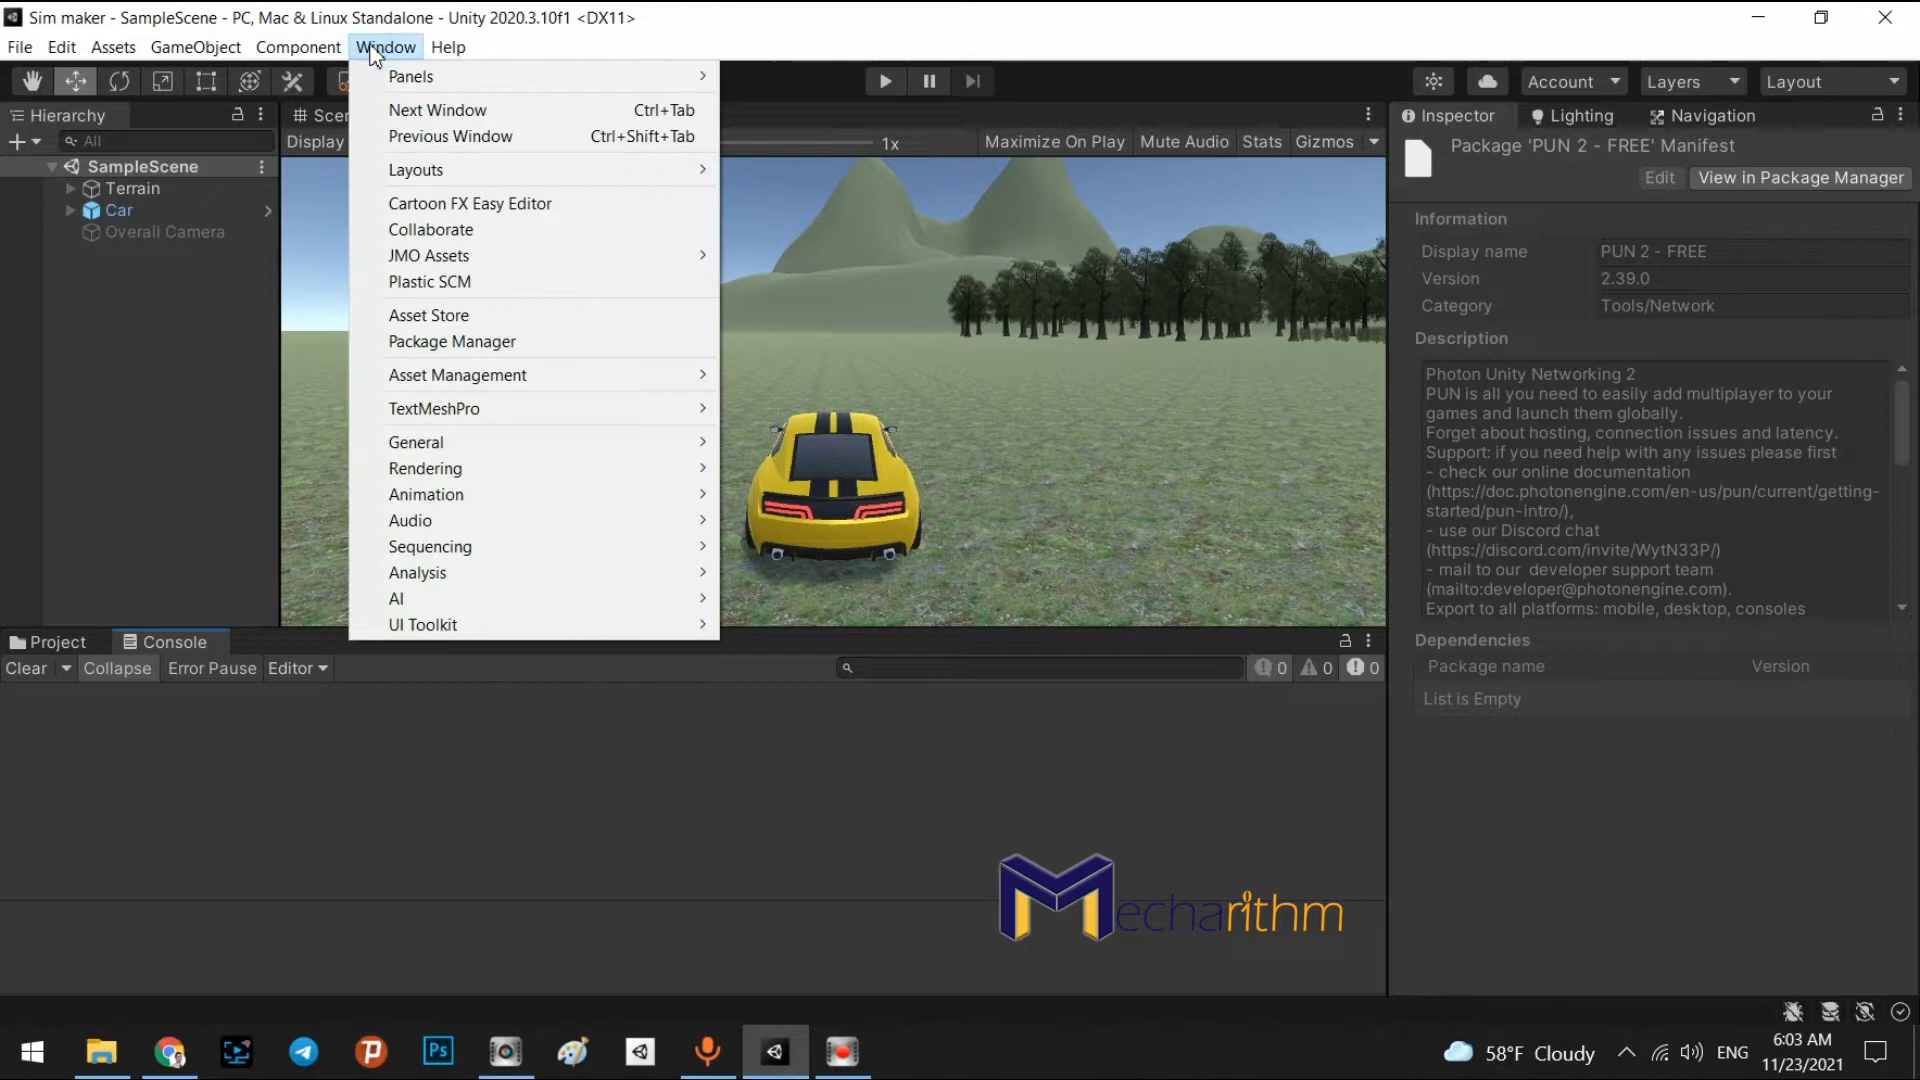 Sim maker - SampleScene - PC, Mac & Linux Standalone - Unity 2020.3.10f1 <DX11>
File Edit Assets GameObject Component Window Help
Account Layers Layout
Hierarchy
All
SampleScene
Terrain
Car
Overall Camera
Display
1x Maximize On Play Mute Audio Stats Gizmos
Panels
Next Window Ctrl+Tab
Previous Window Ctrl+Shift+Tab
Layouts
Cartoon FX Easy Editor
Collaborate
JMO Assets
Plastic SCM
Asset Store
Package Manager
Asset Management
TextMeshPro
General
Rendering
Animation
Audio
Sequencing
Analysis
AI
UI Toolkit
Inspector Lighting Navigation
Package 'PUN 2 - FREE' Manifest
Edit View in Package Manager
Information
Display name PUN 2 - FREE
Version 2.39.0
Category Tools/Network
Description
Photon Unity Networking 2
PUN is all you need to easily add multiplayer to your
games and launch them globally.
Forget about hosting, connection issues and latency.
Support: if you need help with any issues please first
- check our online documentation
(https://doc.photonengine.com/en-us/pun/current/getting-
started/pun-intro/),
- use our Discord chat
(https://discord.com/invite/WytN33P/)
- mail to our developer support team
(mailto:developer@photonengine.com).
Export to all platforms: mobile, desktop, consoles
Dependencies
Package name Version
List is Empty
Project Console
Clear Collapse Error Pause Editor
0 0 0
Mecharithm
Ps
58°F Cloudy
ENG
6:03 AM
11/23/2021